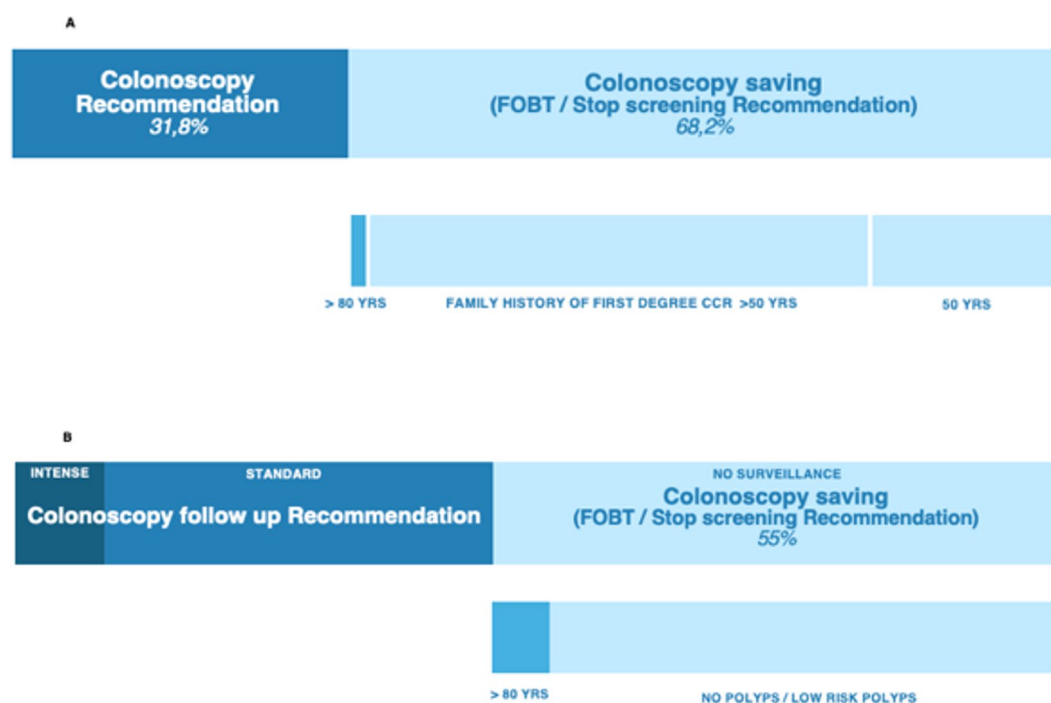 A
Colonoscopy
Recommendation
31,8%
Colonoscopy saving
(FOBT / Stop screening Recommendation)
68,2%
> 80 YRS
FAMILY HISTORY OF FIRST DEGREE CCR >50 YRS
50 YRS
B
INTENSE
STANDARD
Colonoscopy follow up Recommendation
NO SURVEILLANCE
Colonoscopy saving
(FOBT / Stop screening Recommendation)
55%
> 80 YRS
NO POLYPS / LOW RISK POLYPS